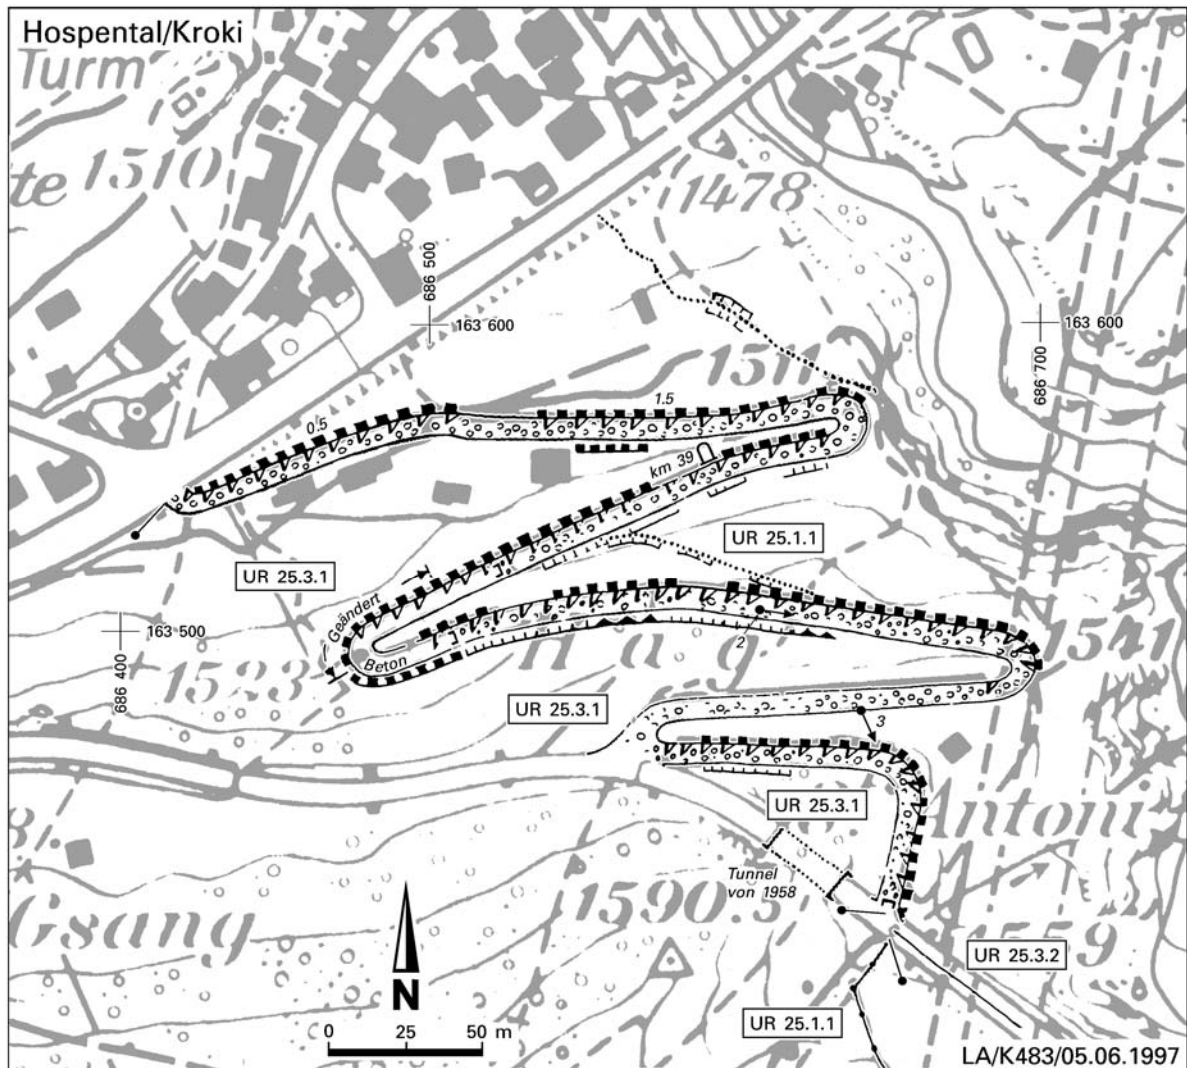 Hospental/Kroki
Turm
te 1510
1478
686 500
163 600
163 600
686 700
1511
1.5
0.5
km 39
UR 25.1.1
UR 25.3.1
Geändert
163 500
686 400
Beton
1523
Hag
2
1541
UR 25.3.1
3
UR 25.3.1
Antoni
Tunnel
von 1958
Gsang
1590.5
1559
UR 25.3.2
UR 25.1.1
N
0 25 50 m
LA/K483/05.06.1997